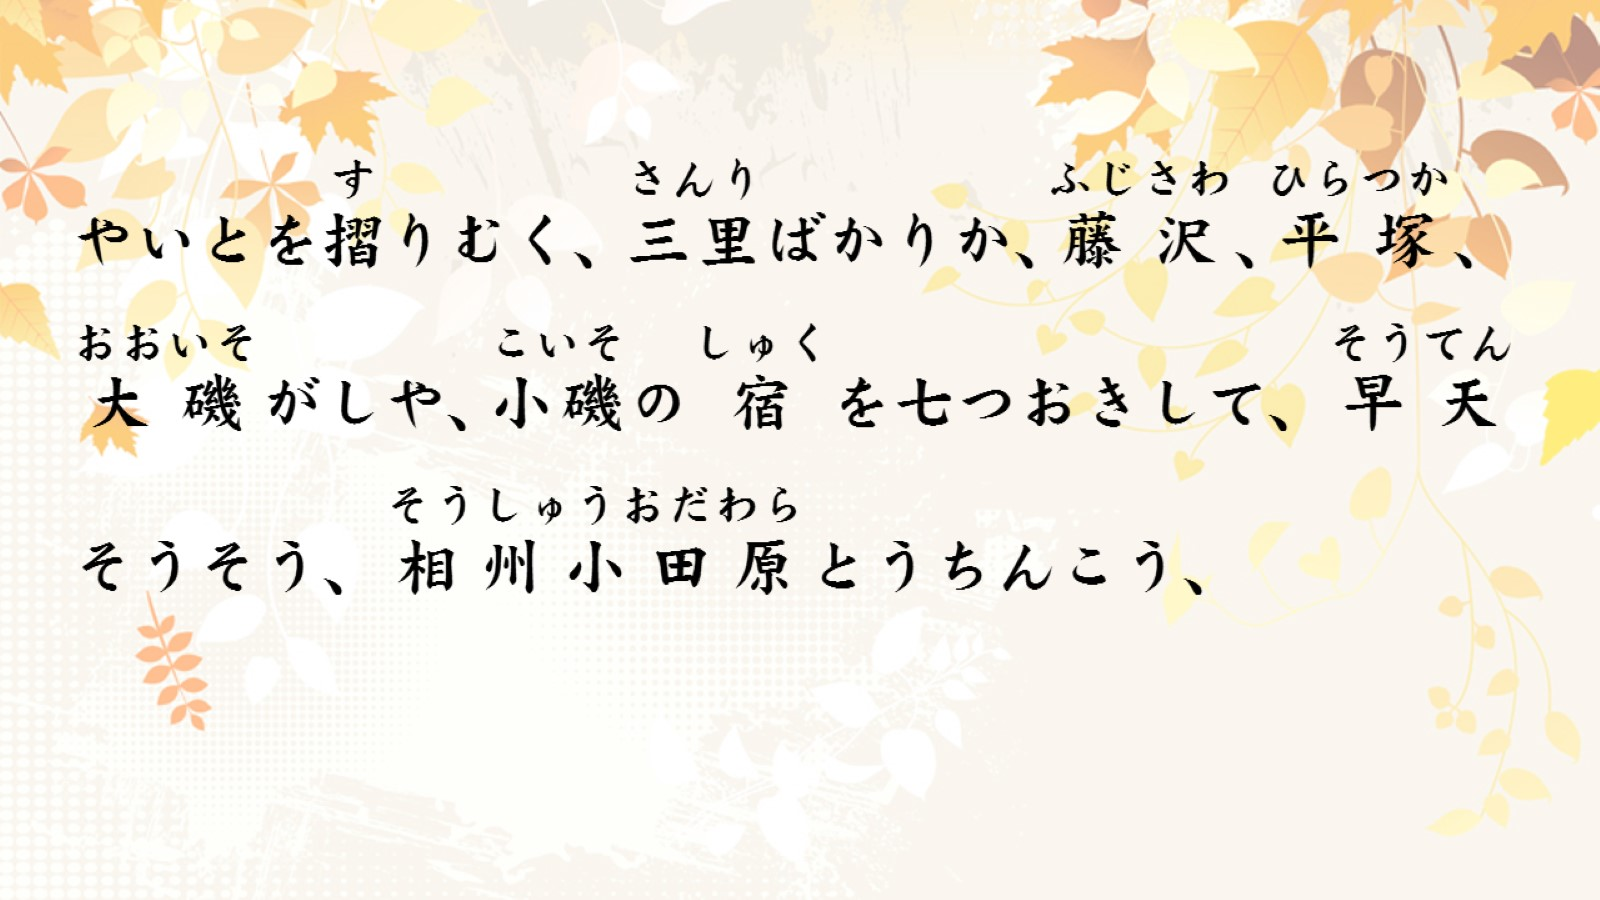 す さんり ふじさわ ひらつか
やいとを摺りむく、三里ばかりか、藤沢、平塚、
おおいそ こいそ しゅく そうてん
大磯がしや、小磯の宿を七つおきして、早天
そうしゅうおだわら
そうそう、相州小田原とうちんこう、